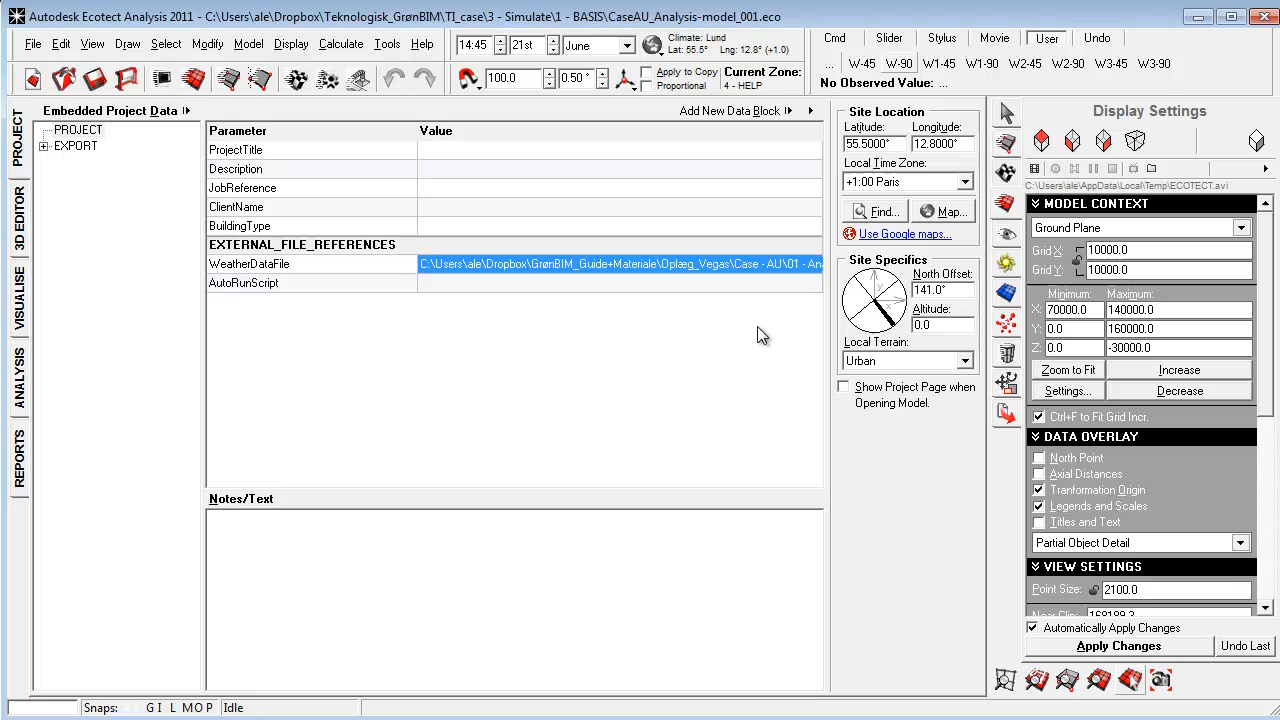 Autodesk Ecotect Analysis 2011 - C:\Users\ale\Dropbox\Teknologisk_GrønBIM\TI_case\3 - Simulate\1 - BASIS\CaseAU_Analysis-model_001.eco
File Edit View Draw Select Modify Model Display Calculate Tools Help
14:45 21st June
Climate: Lund
Lat: 55.5° Lng: 12.8° (+1.0)
Cmd Slider Stylus Movie User Undo
... W-45 W-90 W1-45 W1-90 W2-45 W2-90 W3-45 W3-90
100.0 0.50 °
Apply to Copy
Proportional
Current Zone:
4 - HELP
No Observed Value: ...
PROJECT
3D EDITOR
VISUALISE
ANALYSIS
REPORTS
Embedded Project Data
Add New Data Block
PROJECT
EXPORT
Parameter Value
ProjectTitle
Description
JobReference
ClientName
BuildingType
EXTERNAL_FILE_REFERENCES
WeatherDataFile C:\Users\ale\Dropbox\GrønBIM_Guide+Materiale\Oplæg_Vegas\Case - AU\01 - An
AutoRunScript
Notes/Text
Site Location
Latitude: Longitude:
55.5000° 12.8000°
Local Time Zone:
+1:00 Paris
Find... Map...
Use Google maps...
Site Specifics
North Offset:
141.0°
Altitude:
0.0
Local Terrain:
Urban
Show Project Page when
Opening Model.
Display Settings
C:\Users\ale\AppData\Local\Temp\ECOTECT.avi
MODEL CONTEXT
Ground Plane
Grid X: 10000.0
Grid Y: 10000.0
Minimum: Maximum:
X: 70000.0 140000.0
Y: 0.0 160000.0
Z: 0.0 -30000.0
Zoom to Fit Increase
Settings... Decrease
Ctrl+F to Fit Grid Incr.
DATA OVERLAY
North Point
Axial Distances
Tranformation Origin
Legends and Scales
Titles and Text
Partial Object Detail
VIEW SETTINGS
Point Size: 2100.0
Near Clip: 168189.3
Automatically Apply Changes
Apply Changes Undo Last
Snaps: G I L M O P Idle